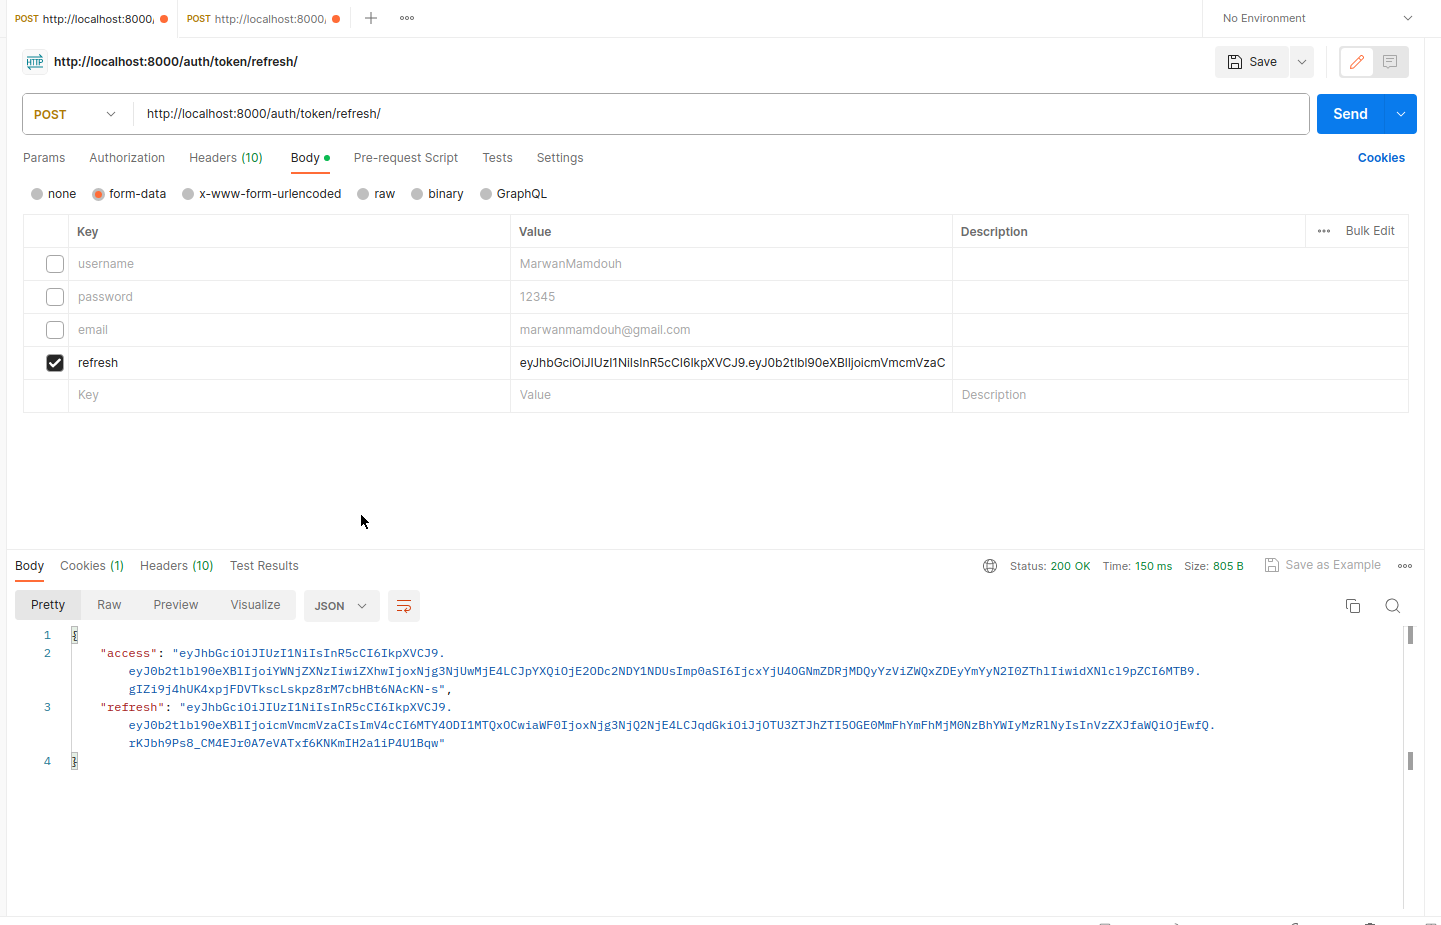 POST http://localhost:8000/ POST http://localhost:8000/ No Environment
HTTP http://localhost:8000/auth/token/refresh/ Save
POST http://localhost:8000/auth/token/refresh/ Send
Params Authorization Headers (10) Body Pre-request Script Tests Settings Cookies
none form-data x-www-form-urlencoded raw binary GraphQL
Key Value Description Bulk Edit
username MarwanMamdouh
password 12345
email marwanmamdouh@gmail.com
refresh eyJhbGciOiJIUzI1NiIsInR5cCI6IkpXVCJ9.eyJ0b2tlbl90eXBlIjoicmVmcmVzaC
Key Value Description
Body Cookies (1) Headers (10) Test Results Status: 200 OK Time: 150 ms Size: 805 B Save as Example
Pretty Raw Preview Visualize JSON
1 {
2 "access": "eyJhbGciOiJIUzI1NiIsInR5cCI6IkpXVCJ9.
eyJ0b2tlbl90eXBlIjoiYWNjZXNzIiwiZXhwIjoxNjg3NjUwMjE4LCJpYXQiOjE2ODc2NDY1NDUsImp0aSI6IjcxYjU4OGNmZDRjMDQyYzViZWQxZDEyYmYyN2I0ZThlIiwidXNlcl9pZCI6MTB9.
gIZi9j4hUK4xpjFDVTkscLskpz8rM7cbHBt6NAcKN-s",
3 "refresh": "eyJhbGciOiJIUzI1NiIsInR5cCI6IkpXVCJ9.
eyJ0b2tlbl90eXBlIjoicmVmcmVzaCIsImV4cCI6MTY4ODI1MTQxOCwiaWF0IjoxNjg3NjQ2NjE4LCJqdGkiOiJjOTU3ZTJhZTI5OGE0MmFhYmFhMjM0NzBhYWIyMzRlNyIsInVzZXJfaWQiOjEwfQ.
rKJbh9Ps8_CM4EJr0A7eVATxf6KNKmIH2a1iP4U1Bqw"
4 }